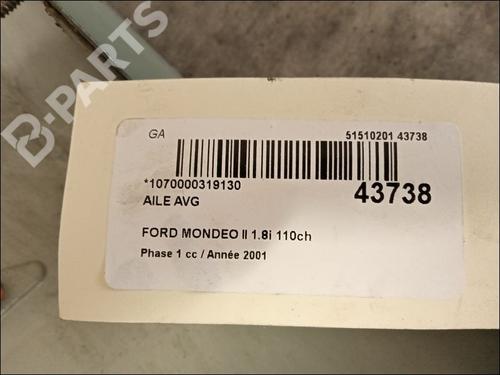 B-PARTS
GA
51510201 43738
*1070000319130
43738
AILE AVG
FORD MONDEO II 1.8i 110ch
Phase 1 cc / Année 2001